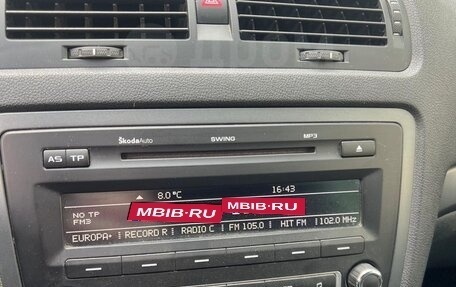 ŠkodaAuto SWING MP3
AS TP
8.0 °C 16:43
NO TP
FM3
MBIB-RU MBIB-RU
EUROPA+ RECORD R RADIO C FM 105.0 HIT FM 102.0 MHz